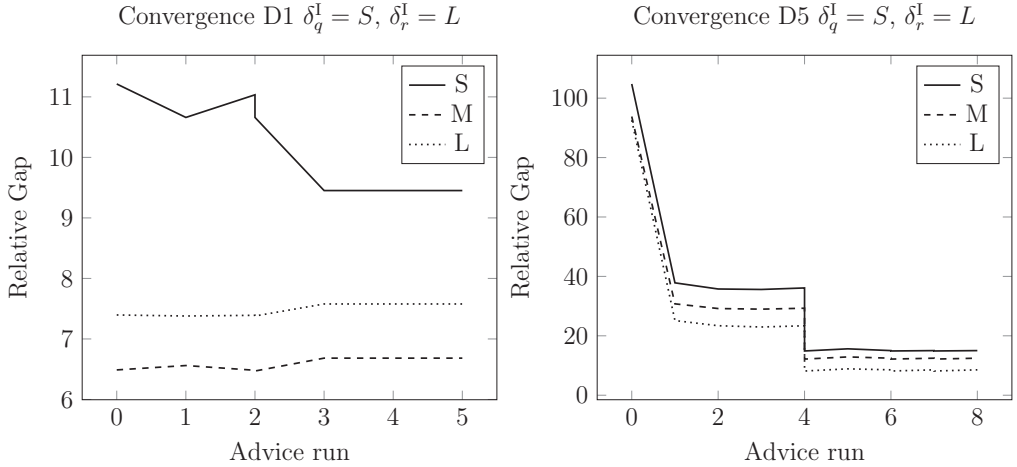 Convergence D1 δ_q^I = S, δ_r^I = L
11
10
9
8
7
6
Relative Gap
S
M
L
0 1 2 3 4 5
Advice run
Convergence D5 δ_q^I = S, δ_r^I = L
100
80
60
40
20
0
Relative Gap
S
M
L
0 2 4 6 8
Advice run